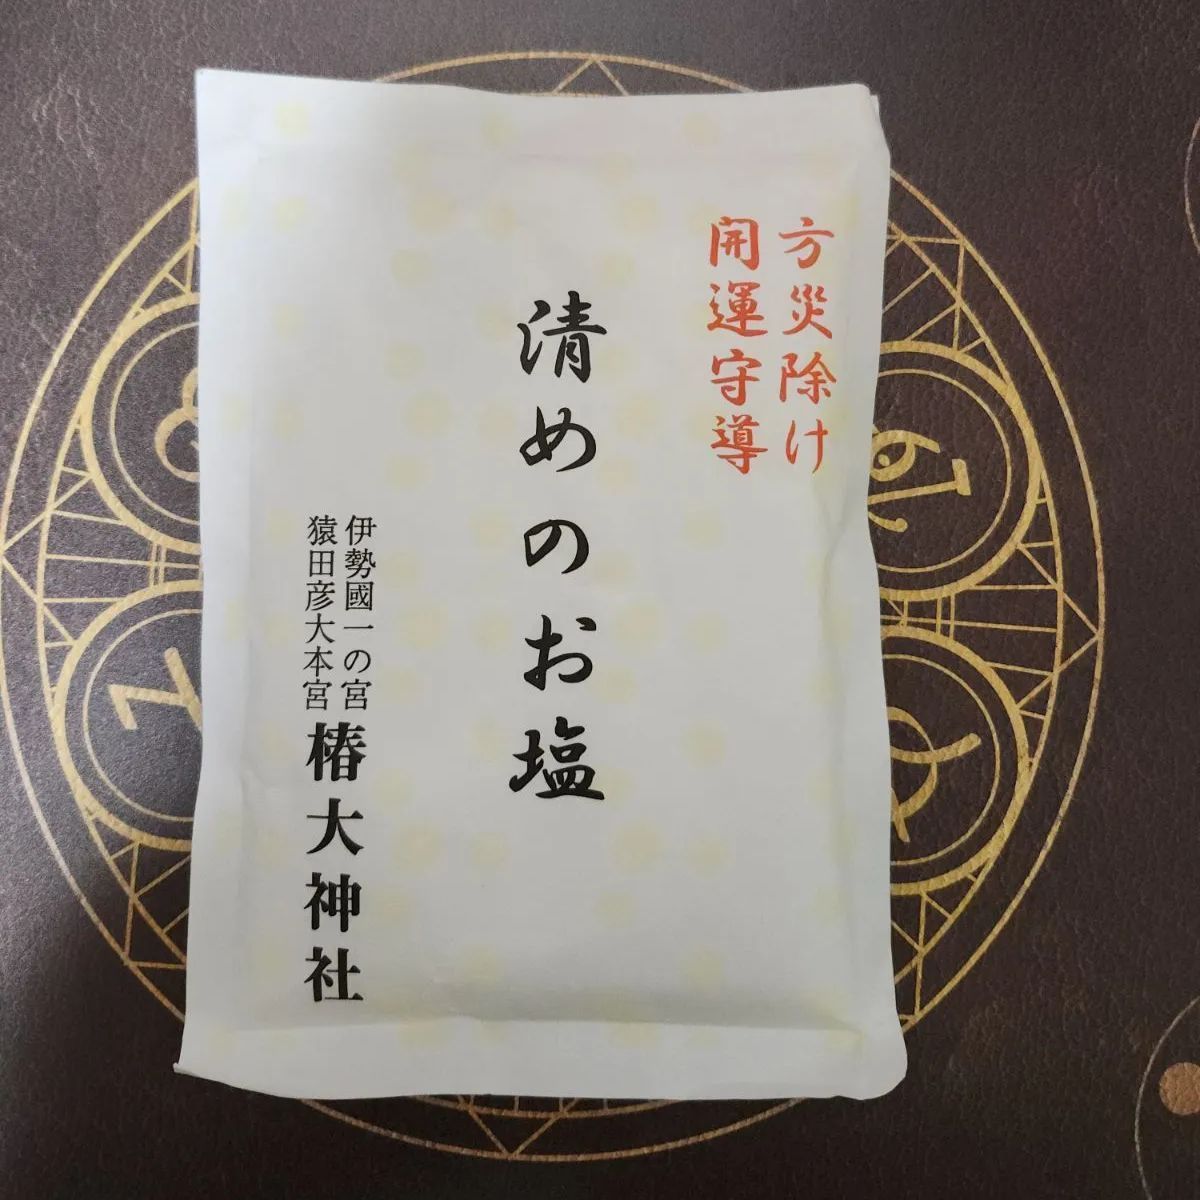 方災除け
開運守導
清めのお塩
伊勢國一の宮
猿田彦大本宮
椿大神社